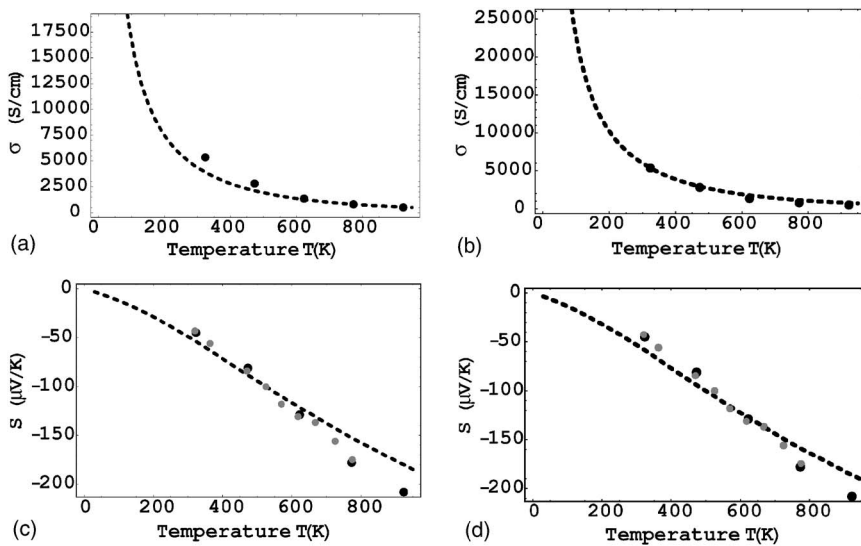 17500
15000
12500
10000
7500
5000
2500
0
σ (S/cm)
0 200 400 600 800
Temperature T(K)
(a)
25000
20000
15000
10000
5000
0
σ (S/cm)
0 200 400 600 800
Temperature T(K)
(b)
0
-50
-100
-150
-200
S (μV/K)
0 200 400 600 800
Temperature T(K)
(c)
0
-50
-100
-150
-200
S (μV/K)
0 200 400 600 800
Temperature T(K)
(d)